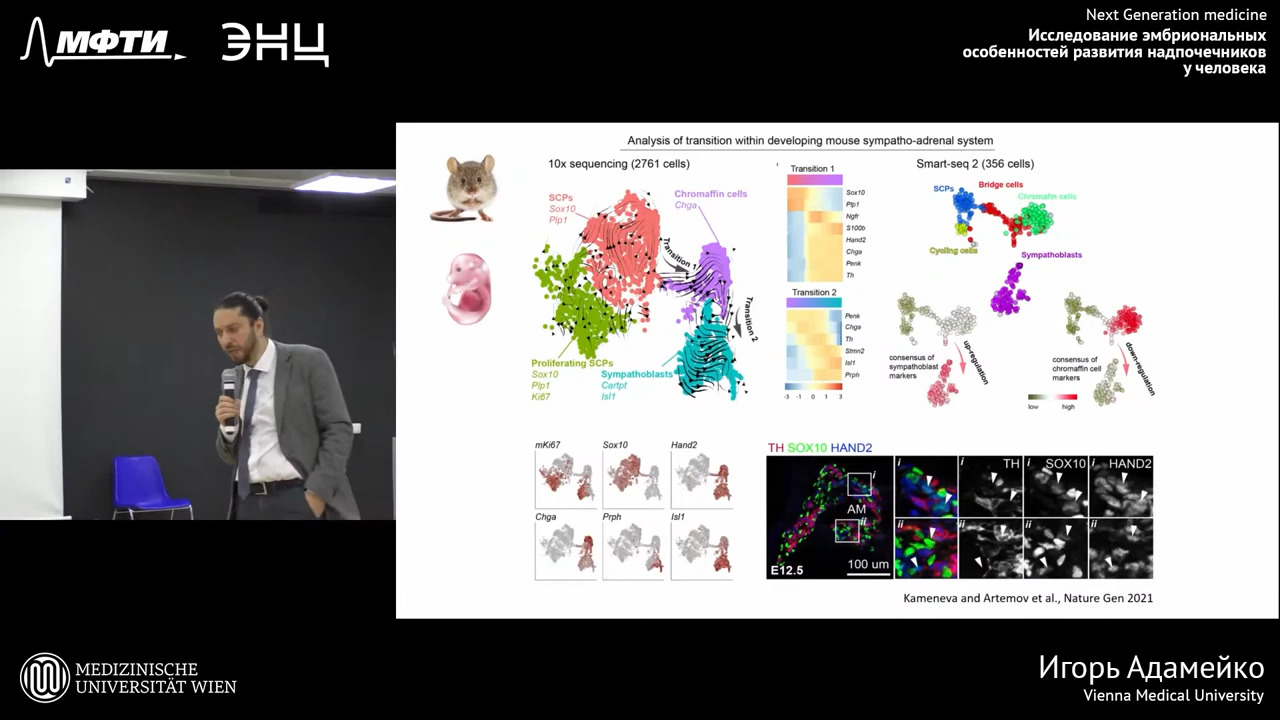 МФТИ
ЭНЦ
Next Generation medicine
Исследование эмбриональных
особенностей развития надпочечников
у человека
Analysis of transition within developing mouse sympatho-adrenal system
10x sequencing (2761 cells)
SCPs
Sox10
Plp1
Chromaffin cells
Chga
Transition 1
Transition 2
Proliferating SCPs
Sox10
Plp1
Ki67
Sympathoblasts
Cartpt
Isl1
Transition 1
Sox10
Plp1
Ngfr
S100b
Hand2
Chga
Penk
Th
Transition 2
Penk
Chga
Th
Stmn2
Isl1
Prph
-3 -1 0 1 3
Smart-seq 2 (356 cells)
SCPs
Bridge cells
Chromafin cells
Cycling cells
Sympathoblasts
consensus of
sympathoblast
markers
up-regulation
consensus of
chromaffin cell
markers
down-regulation
low high
mKi67 Sox10 Hand2
Chga Prph Isl1
TH SOX10 HAND2
i
AM
ii
E12.5
100 um
i i TH i SOX10 i HAND2
ii ii ii ii
Kameneva and Artemov et al., Nature Gen 2021
MEDIZINISCHE
UNIVERSITÄT WIEN
Игорь Адамейко
Vienna Medical University